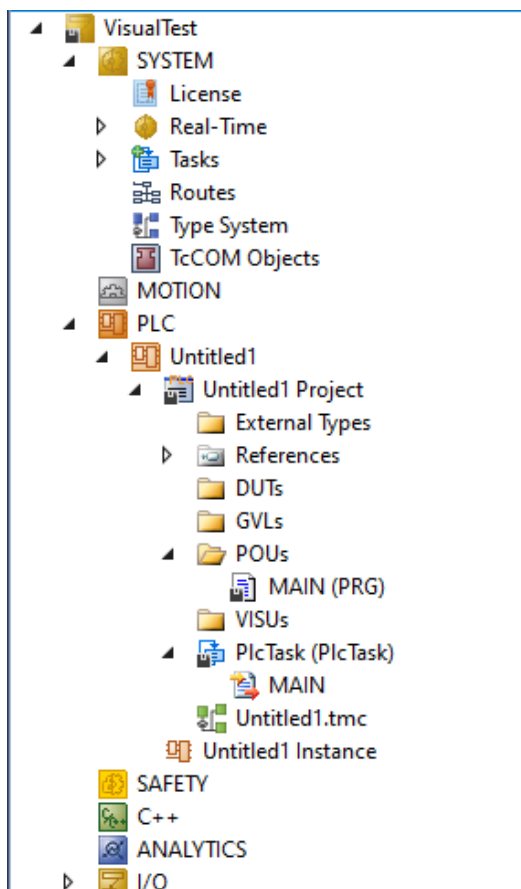 VisualTest
SYSTEM
License
Real-Time
Tasks
Routes
Type System
TcCOM Objects
MOTION
PLC
Untitled1
Untitled1 Project
External Types
References
DUTs
GVLs
POUs
MAIN (PRG)
VISUs
PlcTask (PlcTask)
MAIN
Untitled1.tmc
Untitled1 Instance
SAFETY
C++
ANALYTICS
I/O